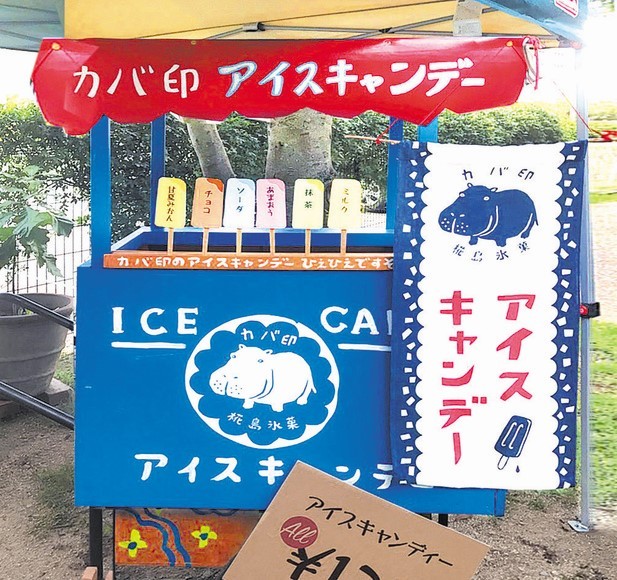 カバ印 アイスキャンデー
甘夏みかん
チョコ
ソーダ
あまおう
抹茶
ミルク
カバ印のアイスキャンデー ひえひえです
ICE CA
カバ印
椛島氷菓
アイスキャンデ
カバ印
椛島氷菓
アイス
キャンデー
アイスキャンディー
All